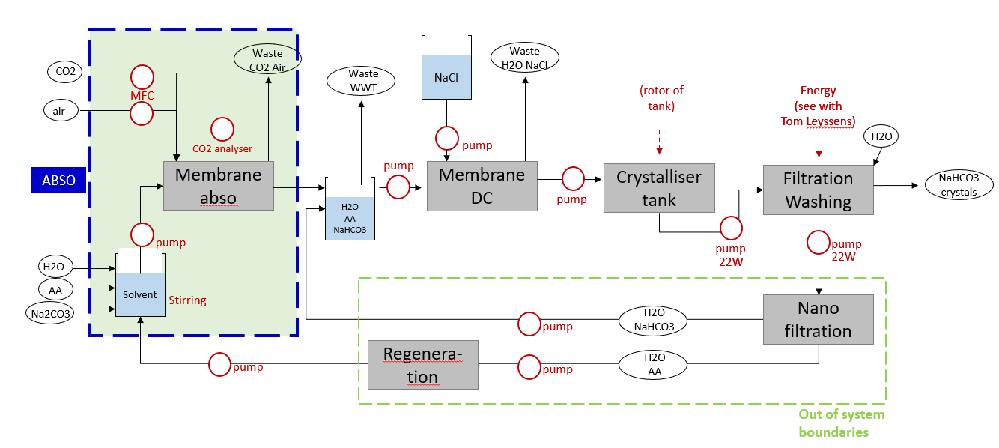 CO2
MFC
air
Waste
CO2 Air
CO2 analyser
ABSO
Membrane
abso
pump
H2O
AA
Na2CO3
Solvent
Stirring
Waste
WWT
H2O
AA
NaHCO3
pump
NaCl
pump
Waste
H2O NaCl
Membrane
DC
pump
(rotor of
tank)
Crystalliser
tank
pump
22W
Energy
(see with
Tom Leyssens)
H2O
Filtration
Washing
NaHCO3
crystals
pump
22W
Nano
filtration
H2O
NaHCO3
pump
H2O
AA
pump
Regenera-
tion
pump
Out of system
boundaries